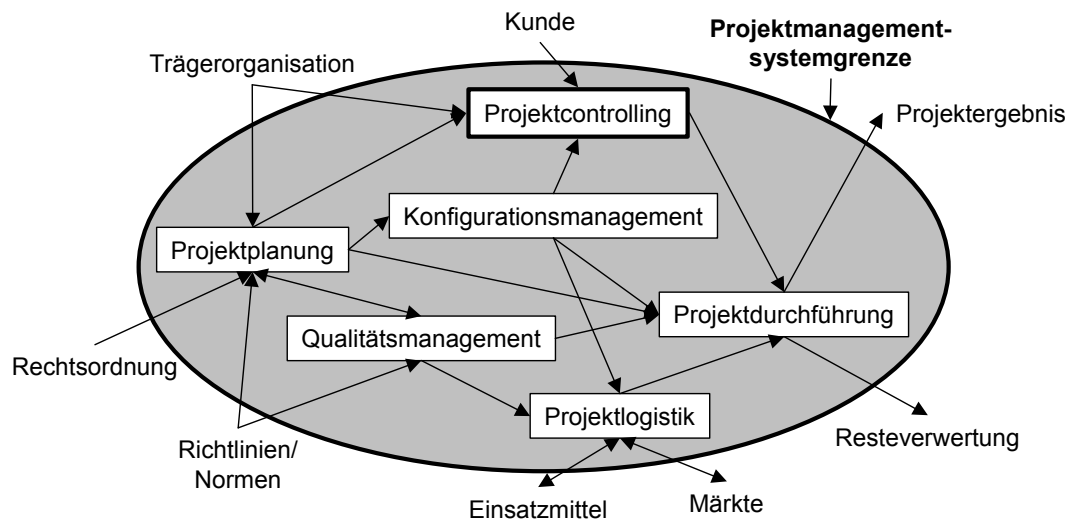 Kunde
Projektmanagement-
systemgrenze
Trägerorganisation
Projektcontrolling
Projektergebnis
Konfigurationsmanagement
Projektplanung
Projektdurchführung
Qualitätsmanagement
Rechtsordnung
Projektlogistik
Resteverwertung
Richtlinien/
Normen
Einsatzmittel
Märkte